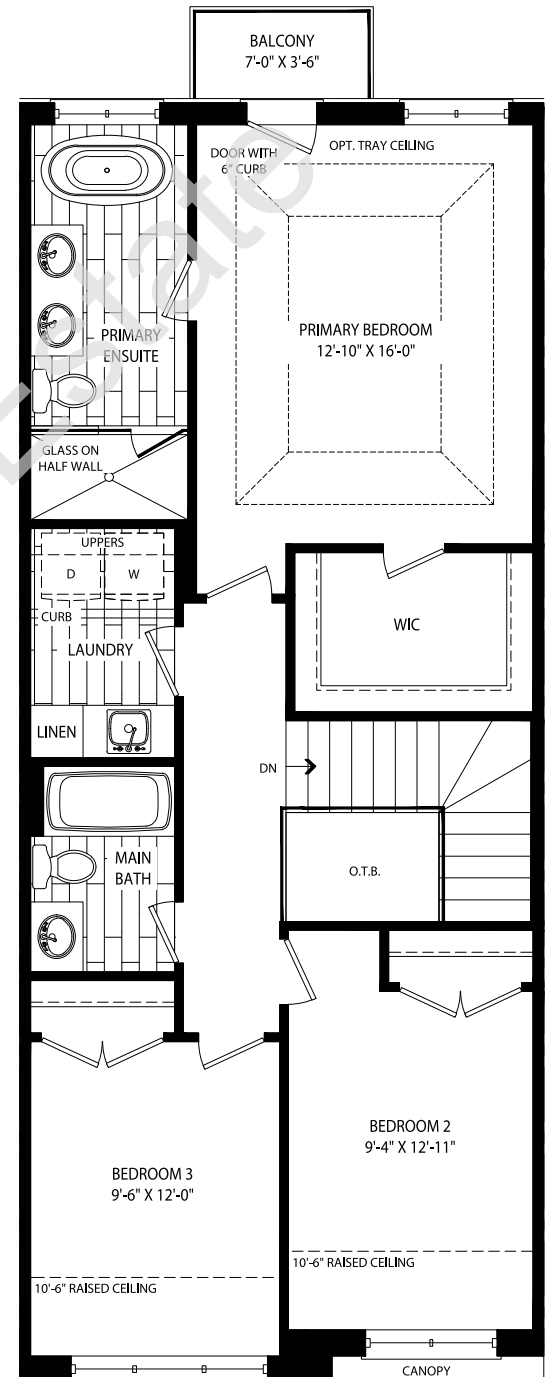 BALCONY
7'-0" X 3'-6"
DOOR WITH
6" CURB
OPT. TRAY CEILING
PRIMARY BEDROOM
12'-10" X 16'-0"
PRIMARY
ENSUITE
GLASS ON
HALF WALL
UPPERS
D
W
CURB
LAUNDRY
LINEN
WIC
DN
O.T.B.
MAIN
BATH
BEDROOM 2
9'-4" X 12'-11"
BEDROOM 3
9'-6" X 12'-0"
10'-6" RAISED CEILING
10'-6" RAISED CEILING
CANOPY
Estate